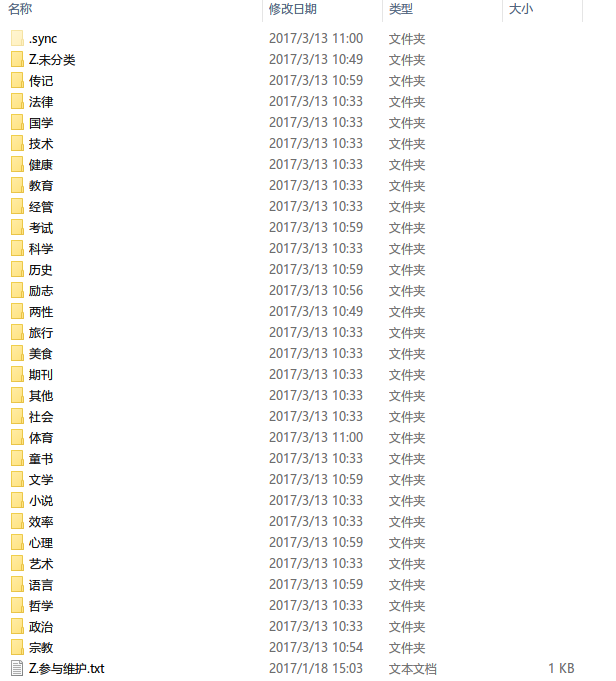 名称 修改日期 类型 大小
.sync 2017/3/13 11:00 文件夹
Z.未分类 2017/3/13 10:49 文件夹
传记 2017/3/13 10:59 文件夹
法律 2017/3/13 10:33 文件夹
国学 2017/3/13 10:33 文件夹
技术 2017/3/13 10:33 文件夹
健康 2017/3/13 10:33 文件夹
教育 2017/3/13 10:33 文件夹
经管 2017/3/13 10:33 文件夹
考试 2017/3/13 10:59 文件夹
科学 2017/3/13 10:33 文件夹
历史 2017/3/13 10:59 文件夹
励志 2017/3/13 10:56 文件夹
两性 2017/3/13 10:49 文件夹
旅行 2017/3/13 10:33 文件夹
美食 2017/3/13 10:33 文件夹
期刊 2017/3/13 10:33 文件夹
其他 2017/3/13 10:33 文件夹
社会 2017/3/13 10:33 文件夹
体育 2017/3/13 11:00 文件夹
童书 2017/3/13 10:33 文件夹
文学 2017/3/13 10:59 文件夹
小说 2017/3/13 10:33 文件夹
效率 2017/3/13 10:33 文件夹
心理 2017/3/13 10:59 文件夹
艺术 2017/3/13 10:33 文件夹
语言 2017/3/13 10:59 文件夹
哲学 2017/3/13 10:33 文件夹
政治 2017/3/13 10:33 文件夹
宗教 2017/3/13 10:54 文件夹
Z.参与维护.txt 2017/1/18 15:03 文本文档 1 KB